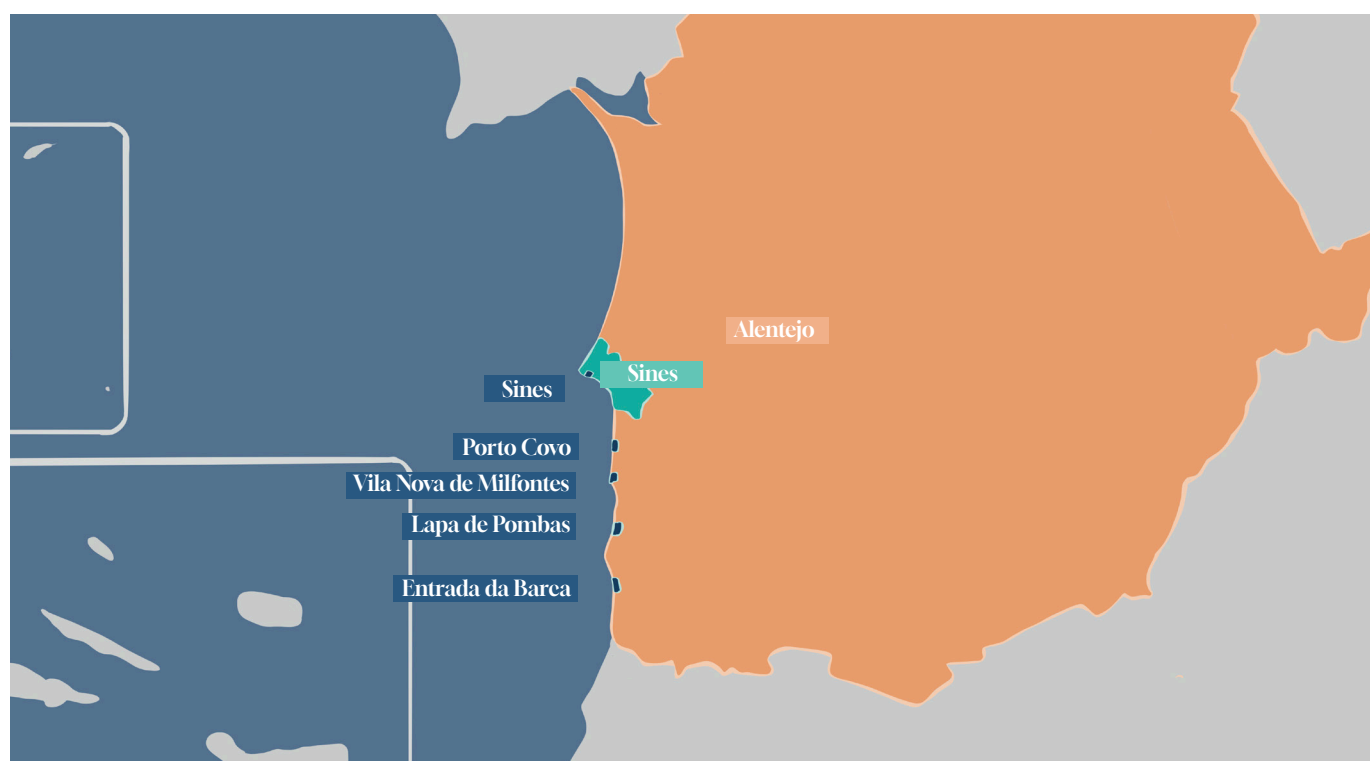 Alentejo
Sines
Sines
Porto Covo
Vila Nova de Milfontes
Lapa de Pombas
Entrada da Barca